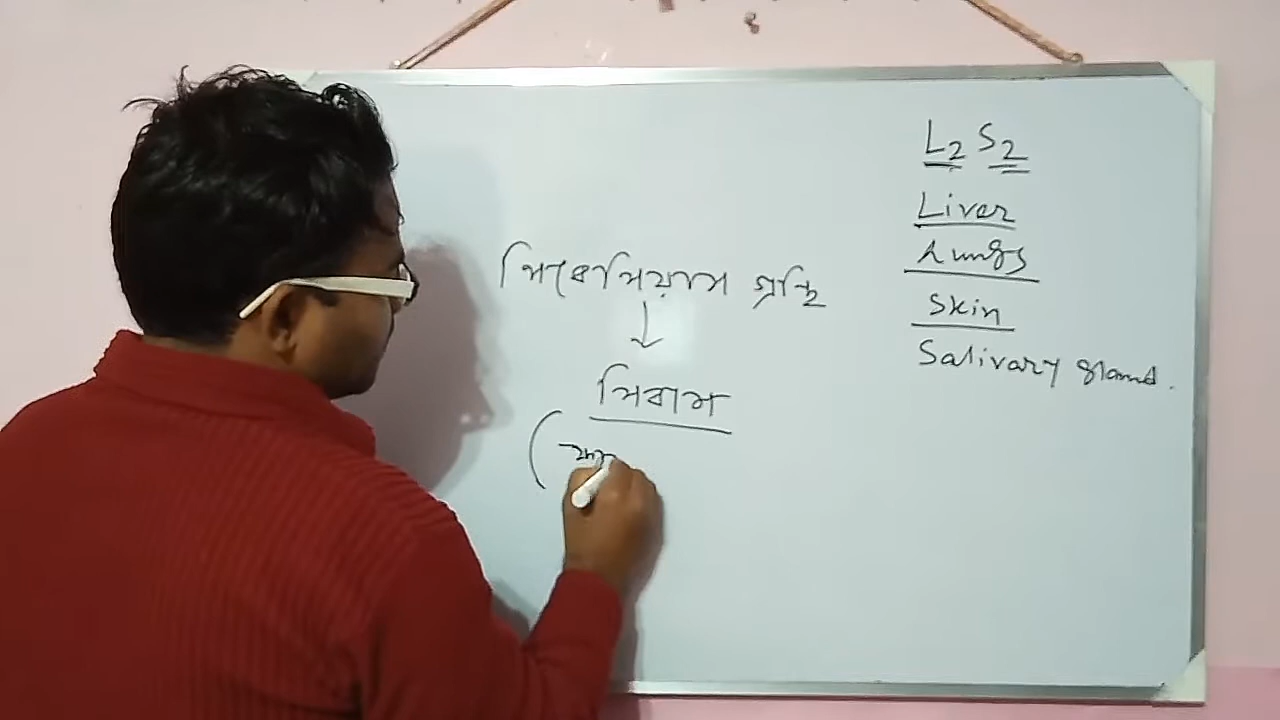 সিবেসিয়াস গ্রন্থি
↓
সিবাম
(
L2 S2
Liver
Lungs
Skin
Salivary gland.